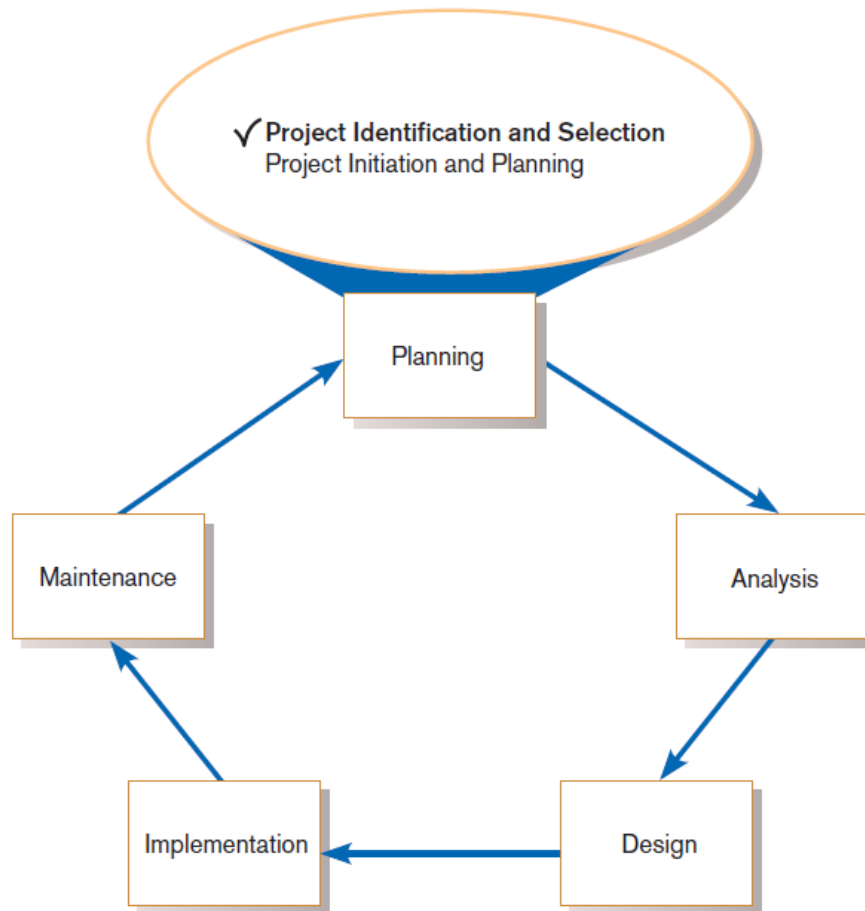 ✓Project Identification and Selection
Project Initiation and Planning
Planning
Maintenance
Analysis
Implementation
Design